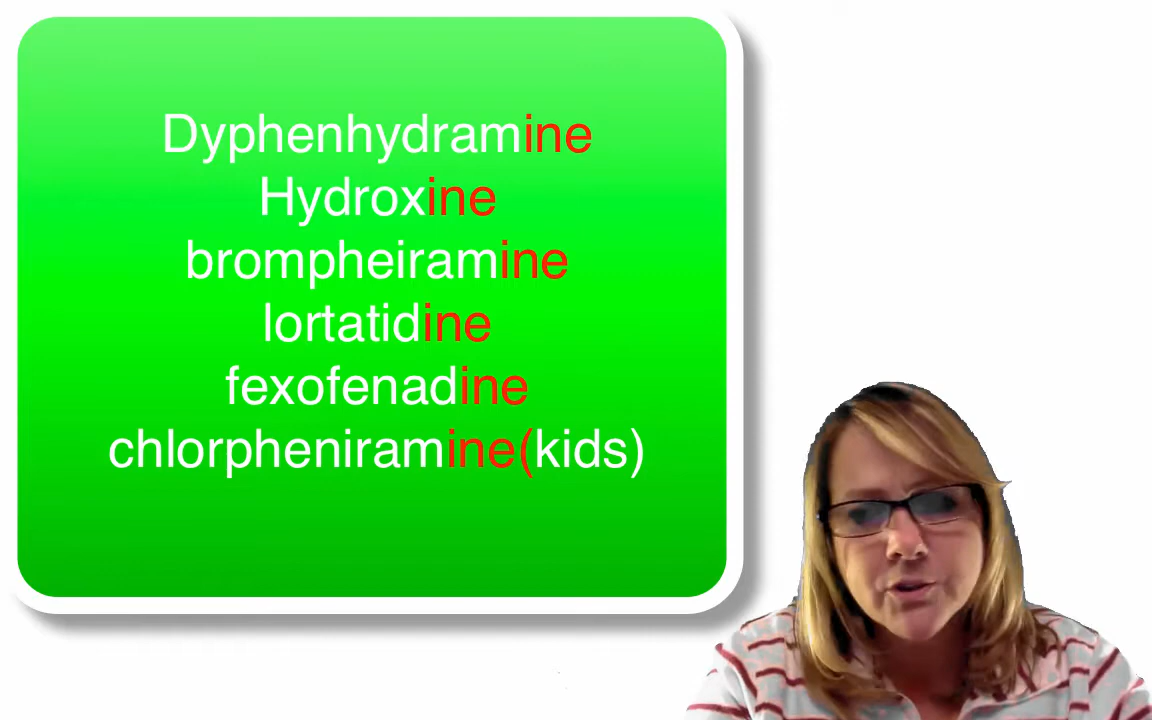 Dyphenhydramine
Hydroxine
brompheiramine
lortatidine
fexofenadine
chlorpheniramine(kids)